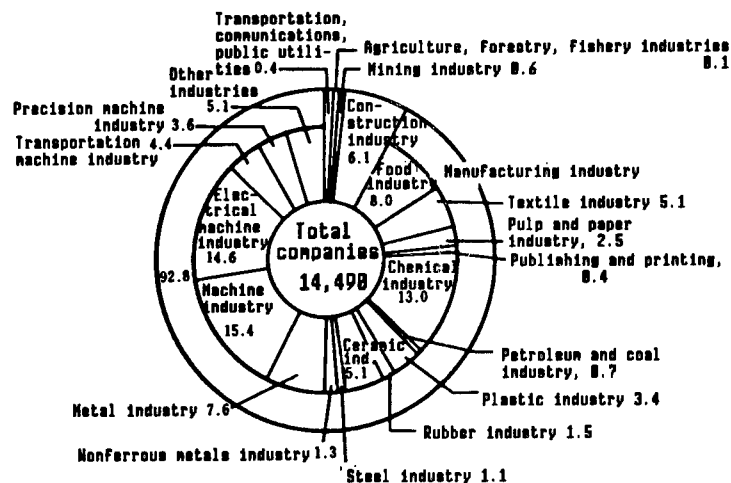 Transportation,
communications,
public utili-
ties 0.4
Agriculture, forestry, fishery industries
0.1
Mining industry 0.6
Other
industries
5.1
Con-
struction
industry
6.1
Precision machine
industry 3.6
Transportation 4.4
machine industry
Manufacturing industry
Food
industry
8.0
Textile industry 5.1
Pulp and paper
industry, 2.5
Publishing and printing,
0.4
Elec-
trical
machine
industry
14.6
Total
companies
14,490
Chemical
industry
13.0
92.8
Machine
industry
15.4
Petroleum and coal
industry, 0.7
Ceramic
ind.
5.1
Plastic industry 3.4
Metal industry 7.6
Rubber industry 1.5
Nonferrous metals industry 1.3
Steel industry 1.1